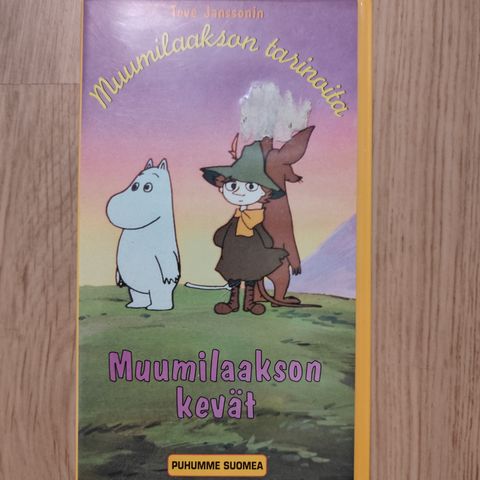 Tove Janssonin
Muumilaakson tarinoita
Muumilaakson
kevät
PUHUMME SUOMEA